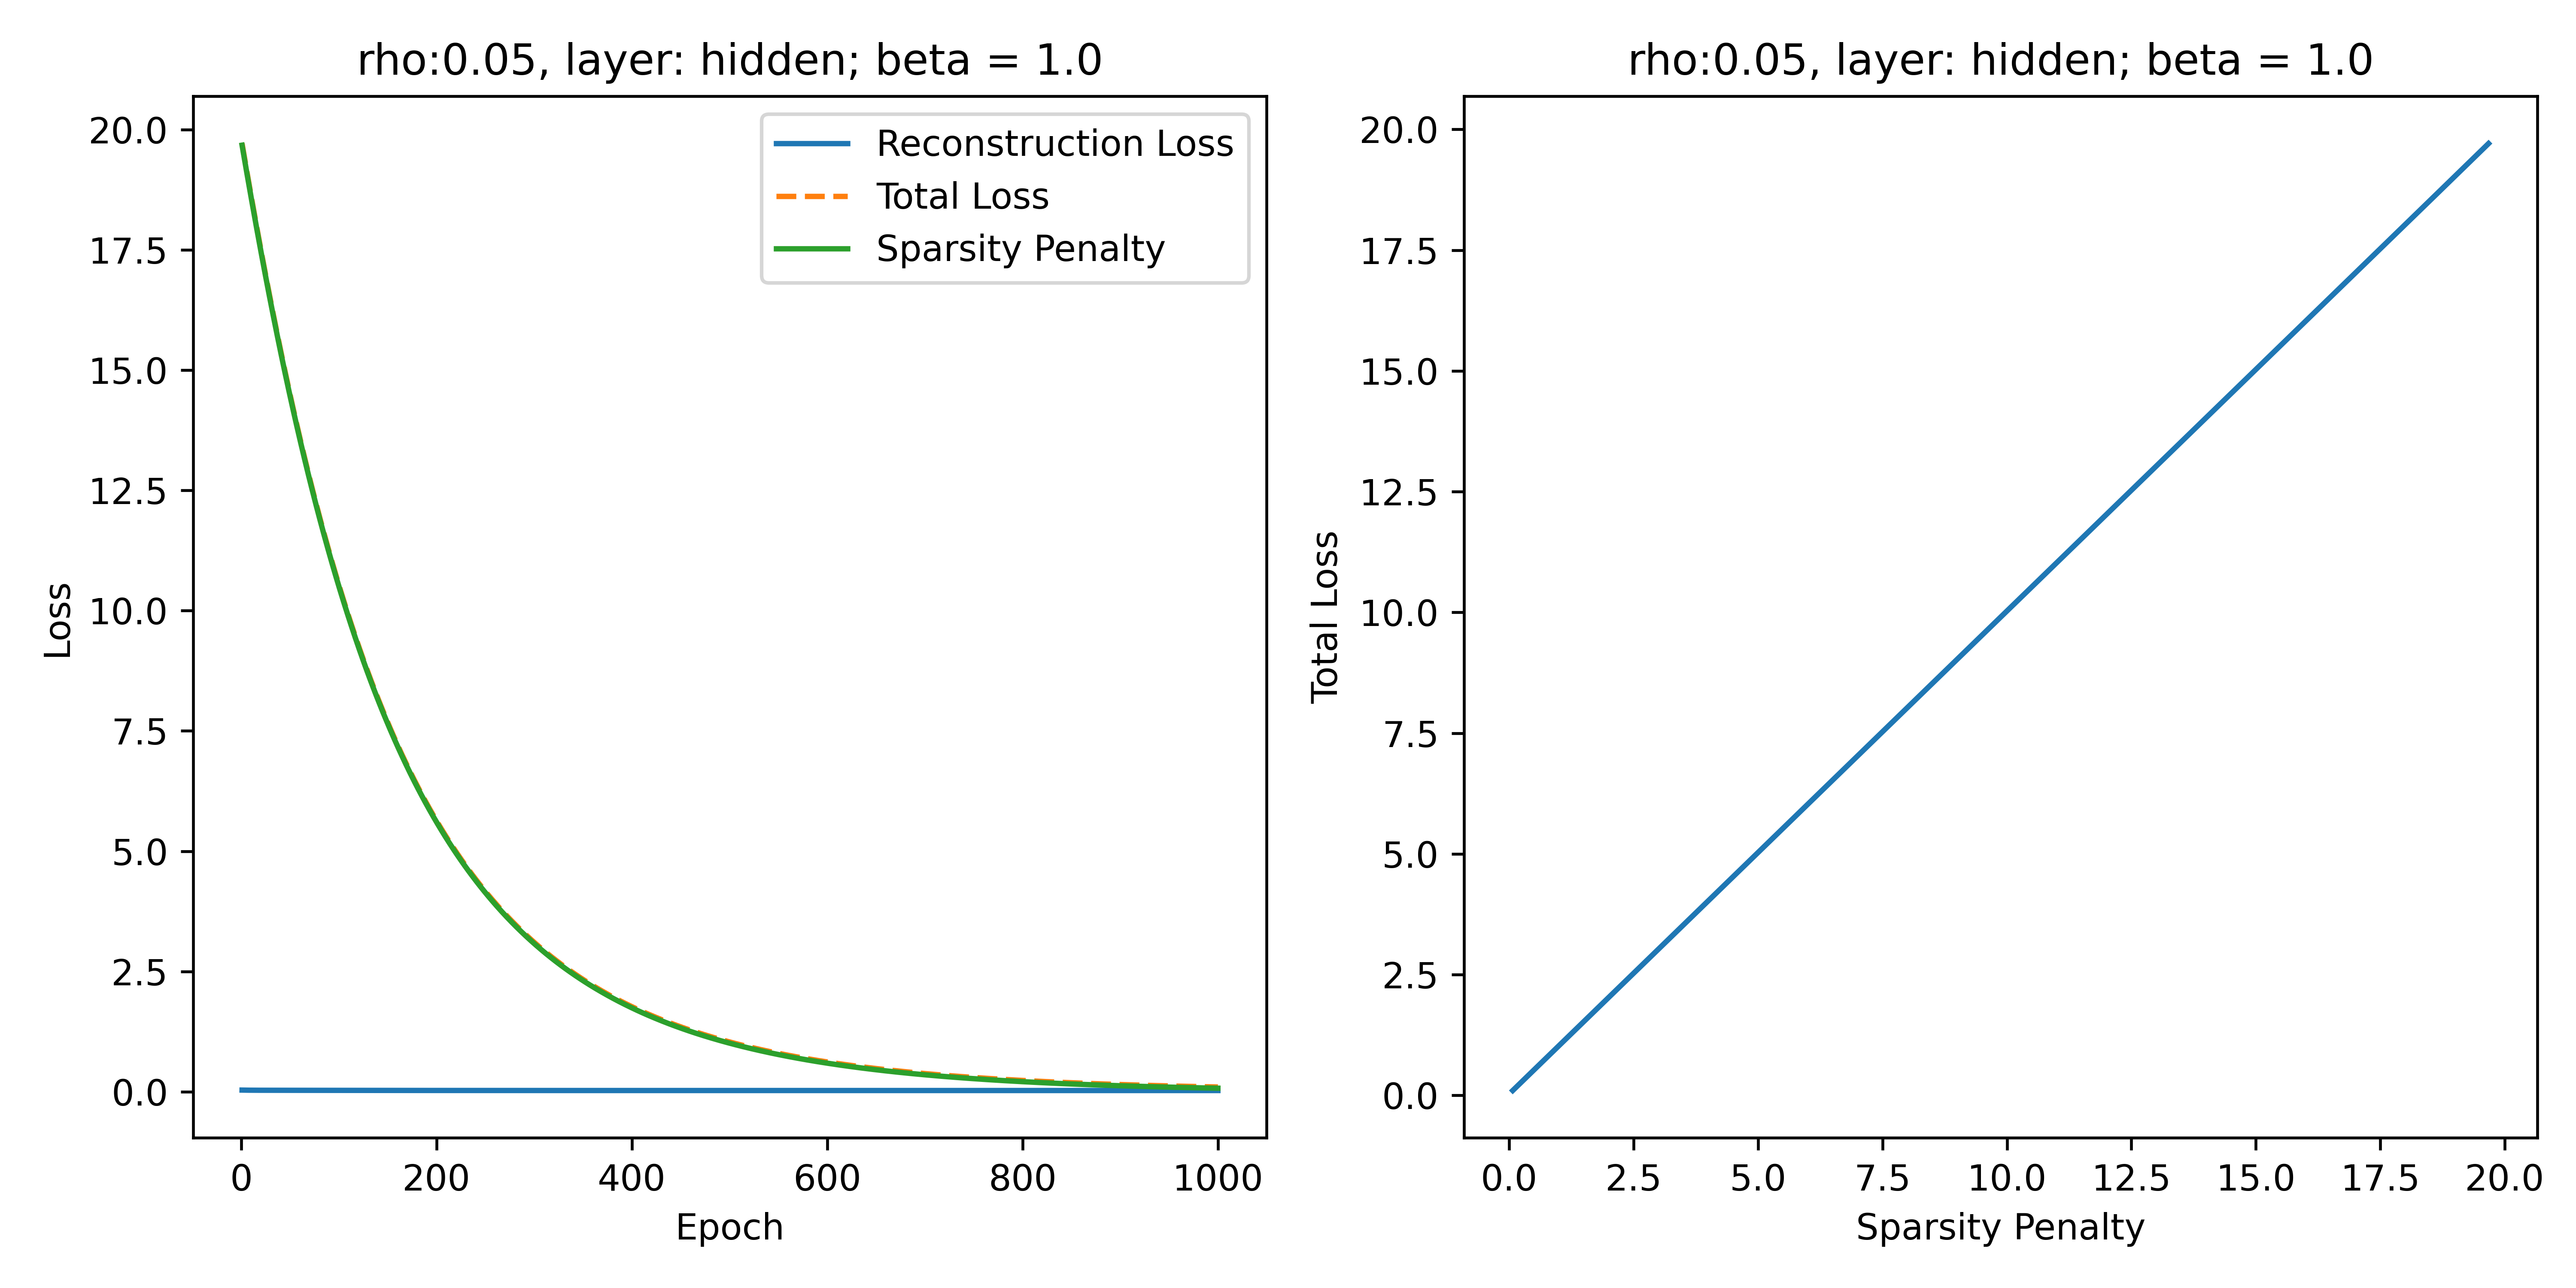 rho:0.05, layer: hidden; beta = 1.0
Reconstruction Loss
Total Loss
Sparsity Penalty
20.0
17.5
15.0
12.5
10.0
7.5
5.0
2.5
0.0
Loss
0 200 400 600 800 1000
Epoch
rho:0.05, layer: hidden; beta = 1.0
20.0
17.5
15.0
12.5
10.0
7.5
5.0
2.5
0.0
Total Loss
0.0 2.5 5.0 7.5 10.0 12.5 15.0 17.5 20.0
Sparsity Penalty